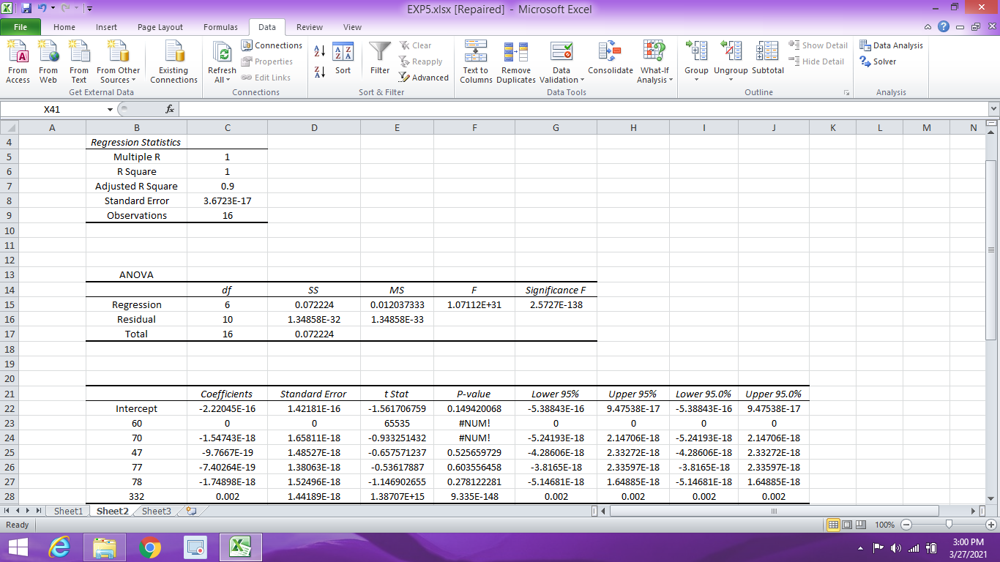 EXP5.xlsx [Repaired] - Microsoft Excel
File Home Insert Page Layout Formulas Data Review View
From Access
From Web
From Text
From Other Sources
Existing Connections
Get External Data
Refresh All
Connections
Properties
Edit Links
Connections
Sort
Filter
Clear
Reapply
Advanced
Sort & Filter
Text to Columns
Remove Duplicates
Data Validation
Consolidate
What-If Analysis
Data Tools
Group
Ungroup
Subtotal
Show Detail
Hide Detail
Outline
Data Analysis
Solver
Analysis
X41 fx
A B C D E F G H I J K L M N
4 Regression Statistics
5 Multiple R 1
6 R Square 1
7 Adjusted R Square 0.9
8 Standard Error 3.6723E-17
9 Observations 16
10
11
12
13 ANOVA
14 df SS MS F Significance F
15 Regression 6 0.072224 0.012037333 1.07112E+31 2.5727E-138
16 Residual 10 1.34858E-32 1.34858E-33
17 Total 16 0.072224
18
19
20
21 Coefficients Standard Error t Stat P-value Lower 95% Upper 95% Lower 95.0% Upper 95.0%
22 Intercept -2.22045E-16 1.42181E-16 -1.561706759 0.149420068 -5.38843E-16 9.47538E-17 -5.38843E-16 9.47538E-17
23 60 0 0 65535 #NUM! 0 0 0 0
24 70 -1.54743E-18 1.65811E-18 -0.933251432 #NUM! -5.24193E-18 2.14706E-18 -5.24193E-18 2.14706E-18
25 47 -9.7667E-19 1.48527E-18 -0.657571237 0.525659729 -4.28606E-18 2.33272E-18 -4.28606E-18 2.33272E-18
26 77 -7.40264E-19 1.38063E-18 -0.53617887 0.603556458 -3.8165E-18 2.33597E-18 -3.8165E-18 2.33597E-18
27 78 -1.74898E-18 1.52496E-18 -1.146902655 0.278122281 -5.14681E-18 1.64885E-18 -5.14681E-18 1.64885E-18
28 332 0.002 1.44189E-18 1.38707E+15 9.335E-148 0.002 0.002 0.002 0.002
Sheet1 Sheet2 Sheet3
Ready 100%
3:00 PM
3/27/2021